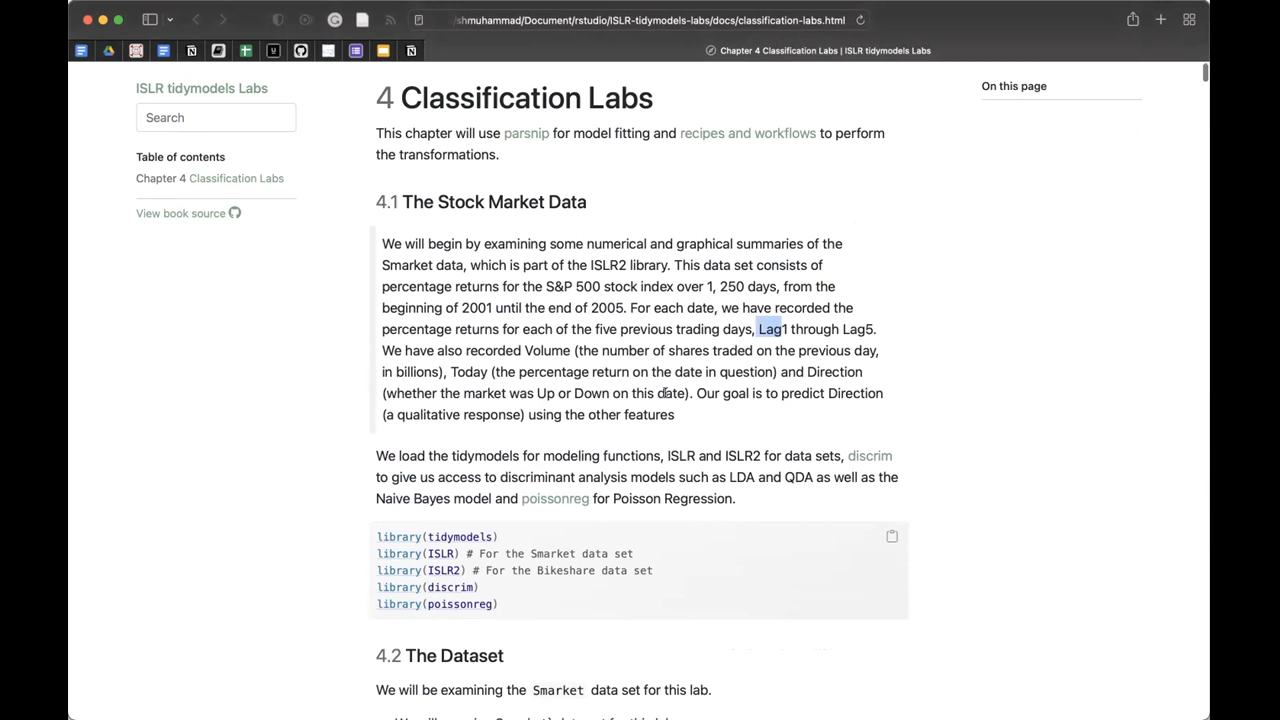 /shmuhammad/Document/rstudio/ISLR-tidymodels-labs/docs/classification-labs.html
Chapter 4 Classification Labs | ISLR tidymodels Labs
ISLR tidymodels Labs
Search
Table of contents
Chapter 4 Classification Labs
View book source
4 Classification Labs
This chapter will use parsnip for model fitting and recipes and workflows to perform
the transformations.
4.1 The Stock Market Data
We will begin by examining some numerical and graphical summaries of the
Smarket data, which is part of the ISLR2 library. This data set consists of
percentage returns for the S&P 500 stock index over 1, 250 days, from the
beginning of 2001 until the end of 2005. For each date, we have recorded the
percentage returns for each of the five previous trading days, Lag1 through Lag5.
We have also recorded Volume (the number of shares traded on the previous day,
in billions), Today (the percentage return on the date in question) and Direction
(whether the market was Up or Down on this date). Our goal is to predict Direction
(a qualitative response) using the other features
We load the tidymodels for modeling functions, ISLR and ISLR2 for data sets, discrim
to give us access to discriminant analysis models such as LDA and QDA as well as the
Naive Bayes model and poissonreg for Poisson Regression.
library(tidymodels)
library(ISLR) # For the Smarket data set
library(ISLR2) # For the Bikeshare data set
library(discrim)
library(poissonreg)
4.2 The Dataset
We will be examining the Smarket data set for this lab.
On this page